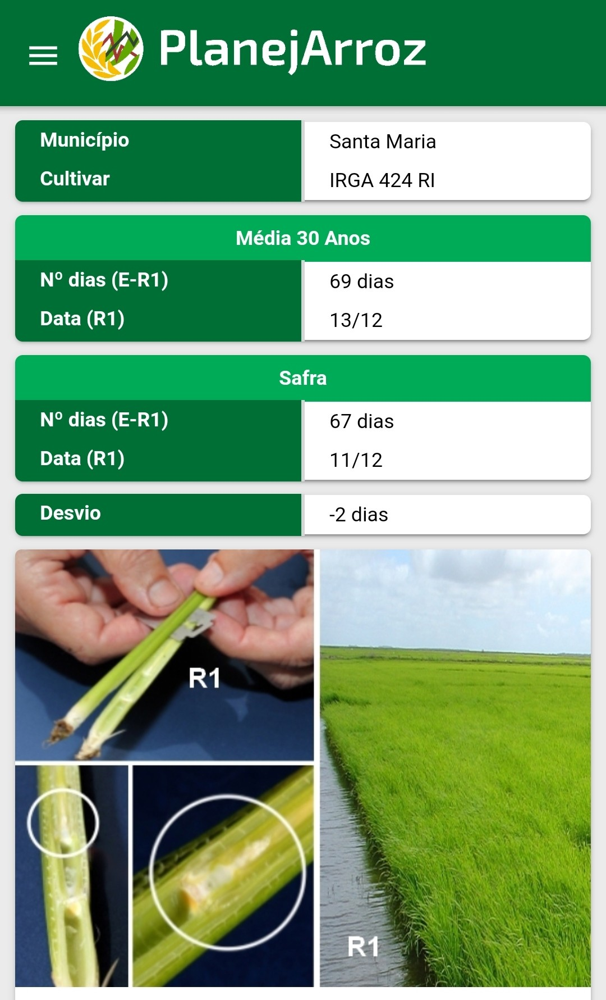 PlanejArroz
Município Santa Maria
Cultivar IRGA 424 RI
Média 30 Anos
Nº dias (E-R1) 69 dias
Data (R1) 13/12
Safra
Nº dias (E-R1) 67 dias
Data (R1) 11/12
Desvio -2 dias
R1
R1